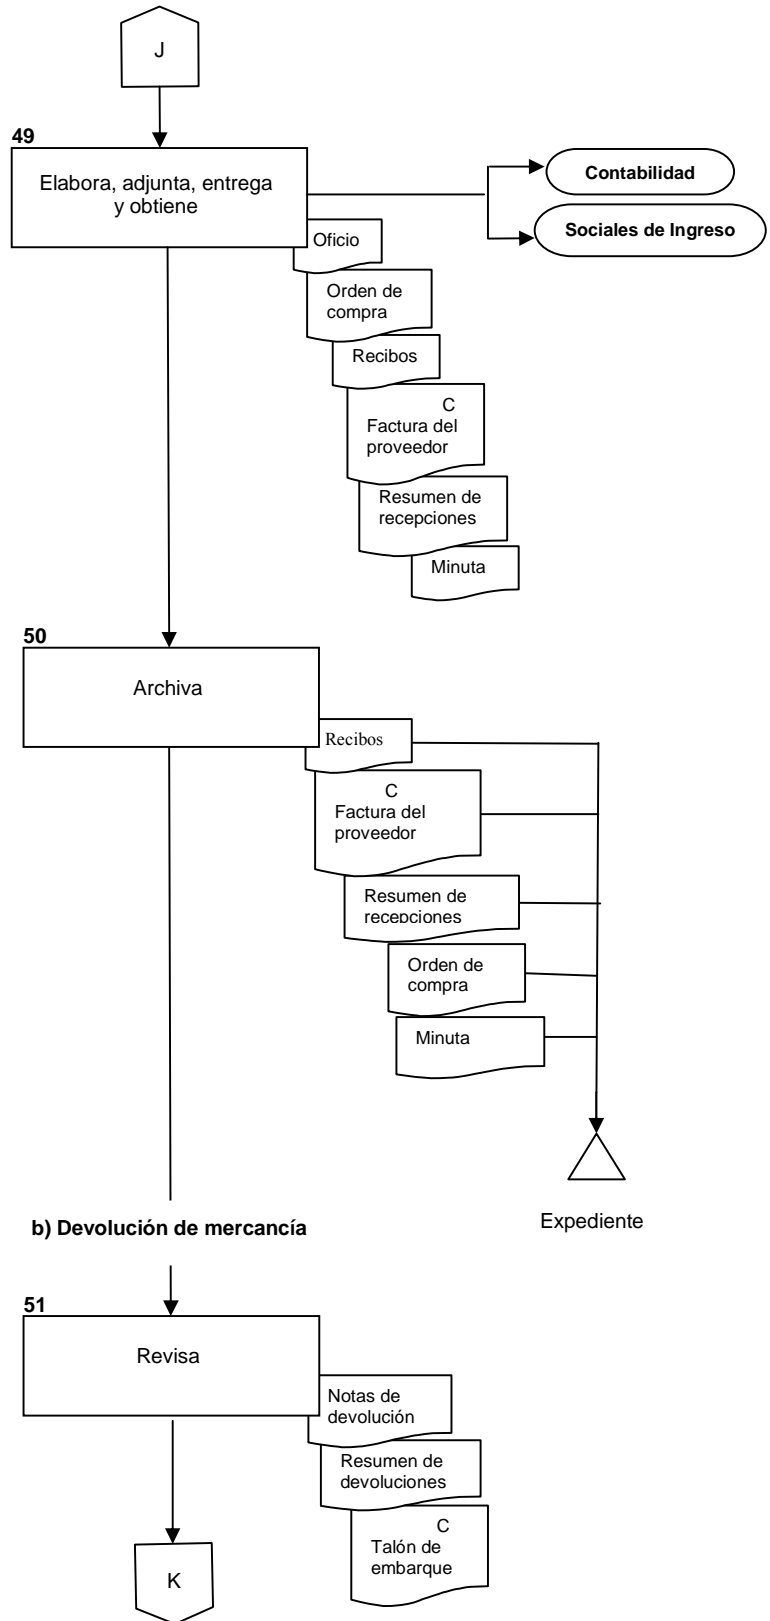 J
49
Elabora, adjunta, entrega
y obtiene
Contabilidad
Sociales de Ingreso
Oficio
Orden de
compra
Recibos
C
Factura del
proveedor
Resumen de
recepciones
Minuta
50
Archiva
Recibos
C
Factura del
proveedor
Resumen de
recepciones
Orden de
compra
Minuta
Expediente
b) Devolución de mercancía
51
Revisa
Notas de
devolución
Resumen de
devoluciones
C
Talón de
embarque
K